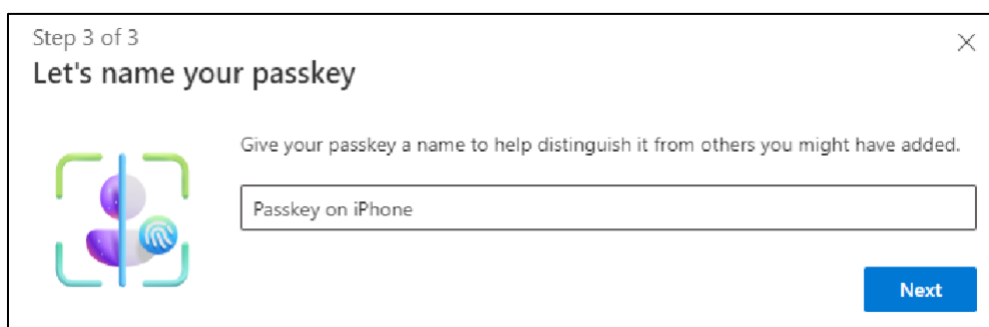 Step 3 of 3
Let's name your passkey
Give your passkey a name to help distinguish it from others you might have added.
Passkey on iPhone
Next